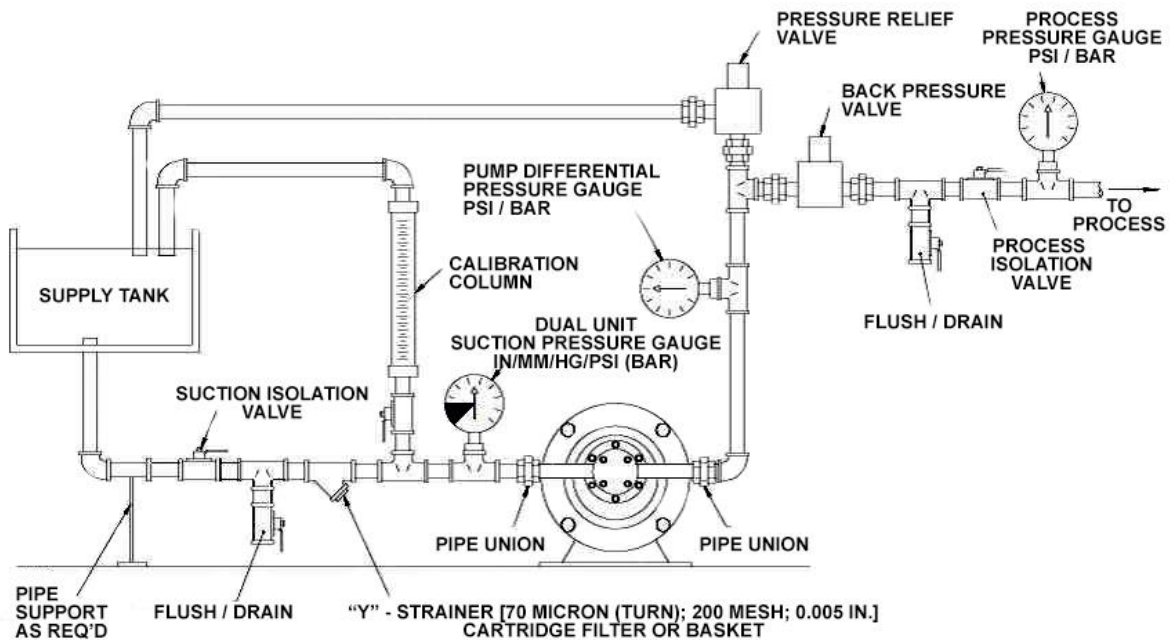 PRESSURE RELIEF
VALVE
PROCESS
PRESSURE GAUGE
PSI / BAR
BACK PRESSURE
VALVE
PUMP DIFFERENTIAL
PRESSURE GAUGE
PSI / BAR
TO
PROCESS
PROCESS
ISOLATION
VALVE
SUPPLY TANK
CALIBRATION
COLUMN
FLUSH / DRAIN
DUAL UNIT
SUCTION PRESSURE GAUGE
IN/MM/HG/PSI (BAR)
SUCTION ISOLATION
VALVE
PIPE UNION
PIPE UNION
PIPE
SUPPORT
AS REQ'D
FLUSH / DRAIN
“Y” - STRAINER [70 MICRON (TURN); 200 MESH; 0.005 IN.]
CARTRIDGE FILTER OR BASKET